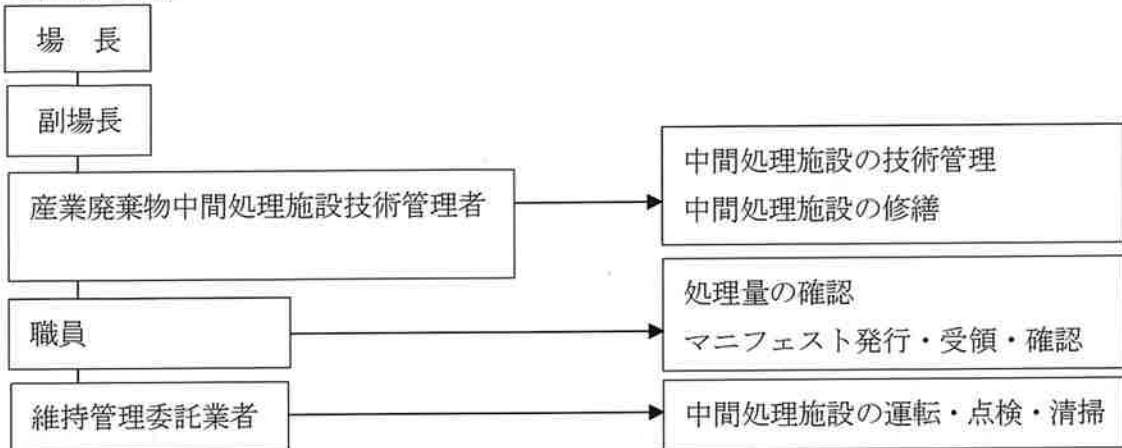 場　長
副場長
産業廃棄物中間処理施設技術管理者
中間処理施設の技術管理
中間処理施設の修繕
職員
処理量の確認
マニフェスト発行・受領・確認
維持管理委託業者
中間処理施設の運転・点検・清掃